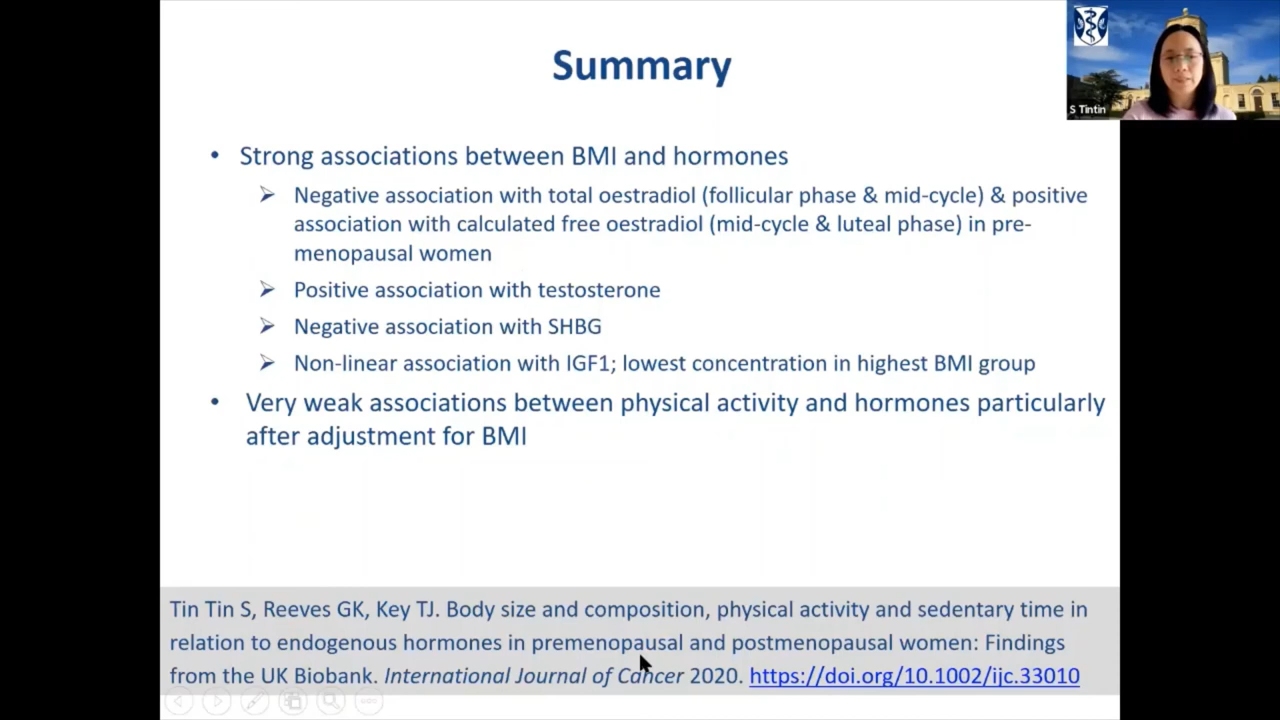 Summary
S Tintin
• Strong associations between BMI and hormones
➢ Negative association with total oestradiol (follicular phase & mid-cycle) & positive
association with calculated free oestradiol (mid-cycle & luteal phase) in pre-
menopausal women
➢ Positive association with testosterone
➢ Negative association with SHBG
➢ Non-linear association with IGF1; lowest concentration in highest BMI group
• Very weak associations between physical activity and hormones particularly
after adjustment for BMI
Tin Tin S, Reeves GK, Key TJ. Body size and composition, physical activity and sedentary time in
relation to endogenous hormones in premenopausal and postmenopausal women: Findings
from the UK Biobank. International Journal of Cancer 2020. https://doi.org/10.1002/ijc.33010